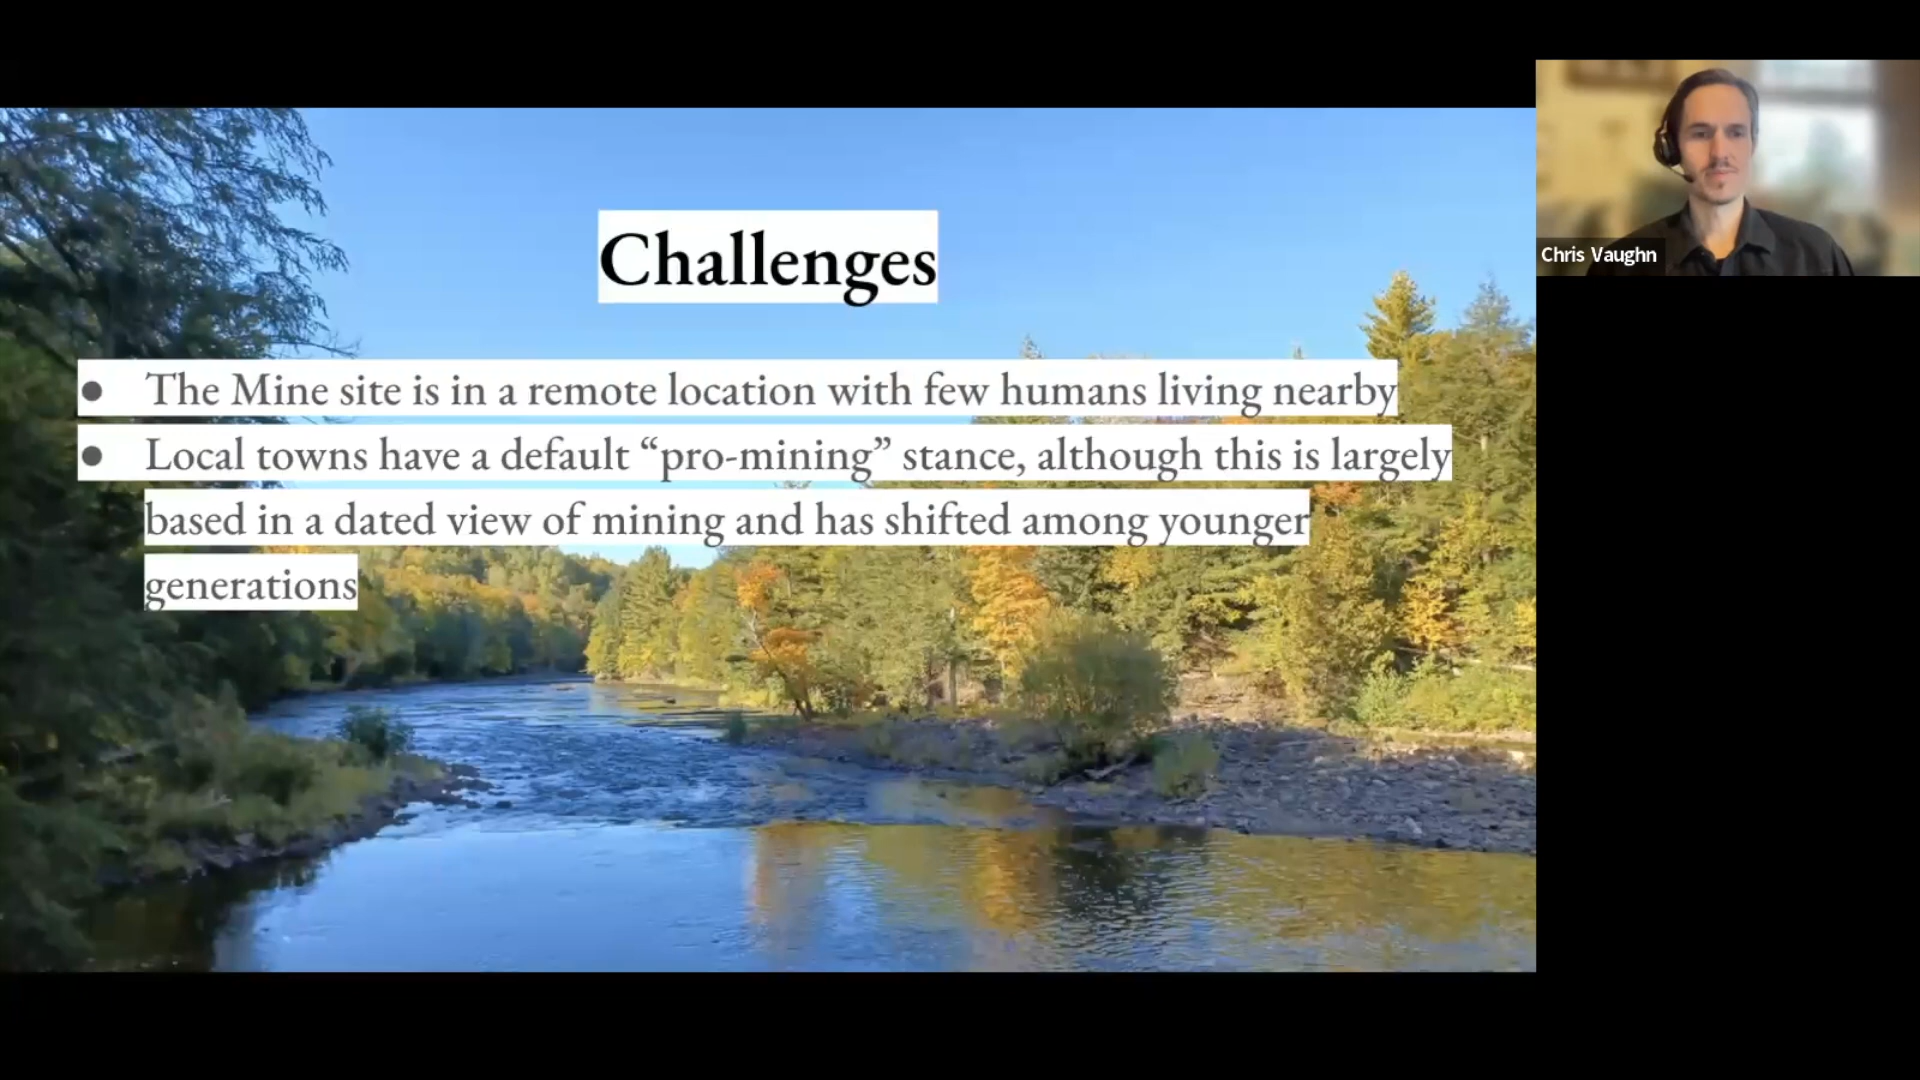 Challenges
● The Mine site is in a remote location with few humans living nearby
● Local towns have a default “pro-mining” stance, although this is largely
based in a dated view of mining and has shifted among younger
generations
Chris Vaughn